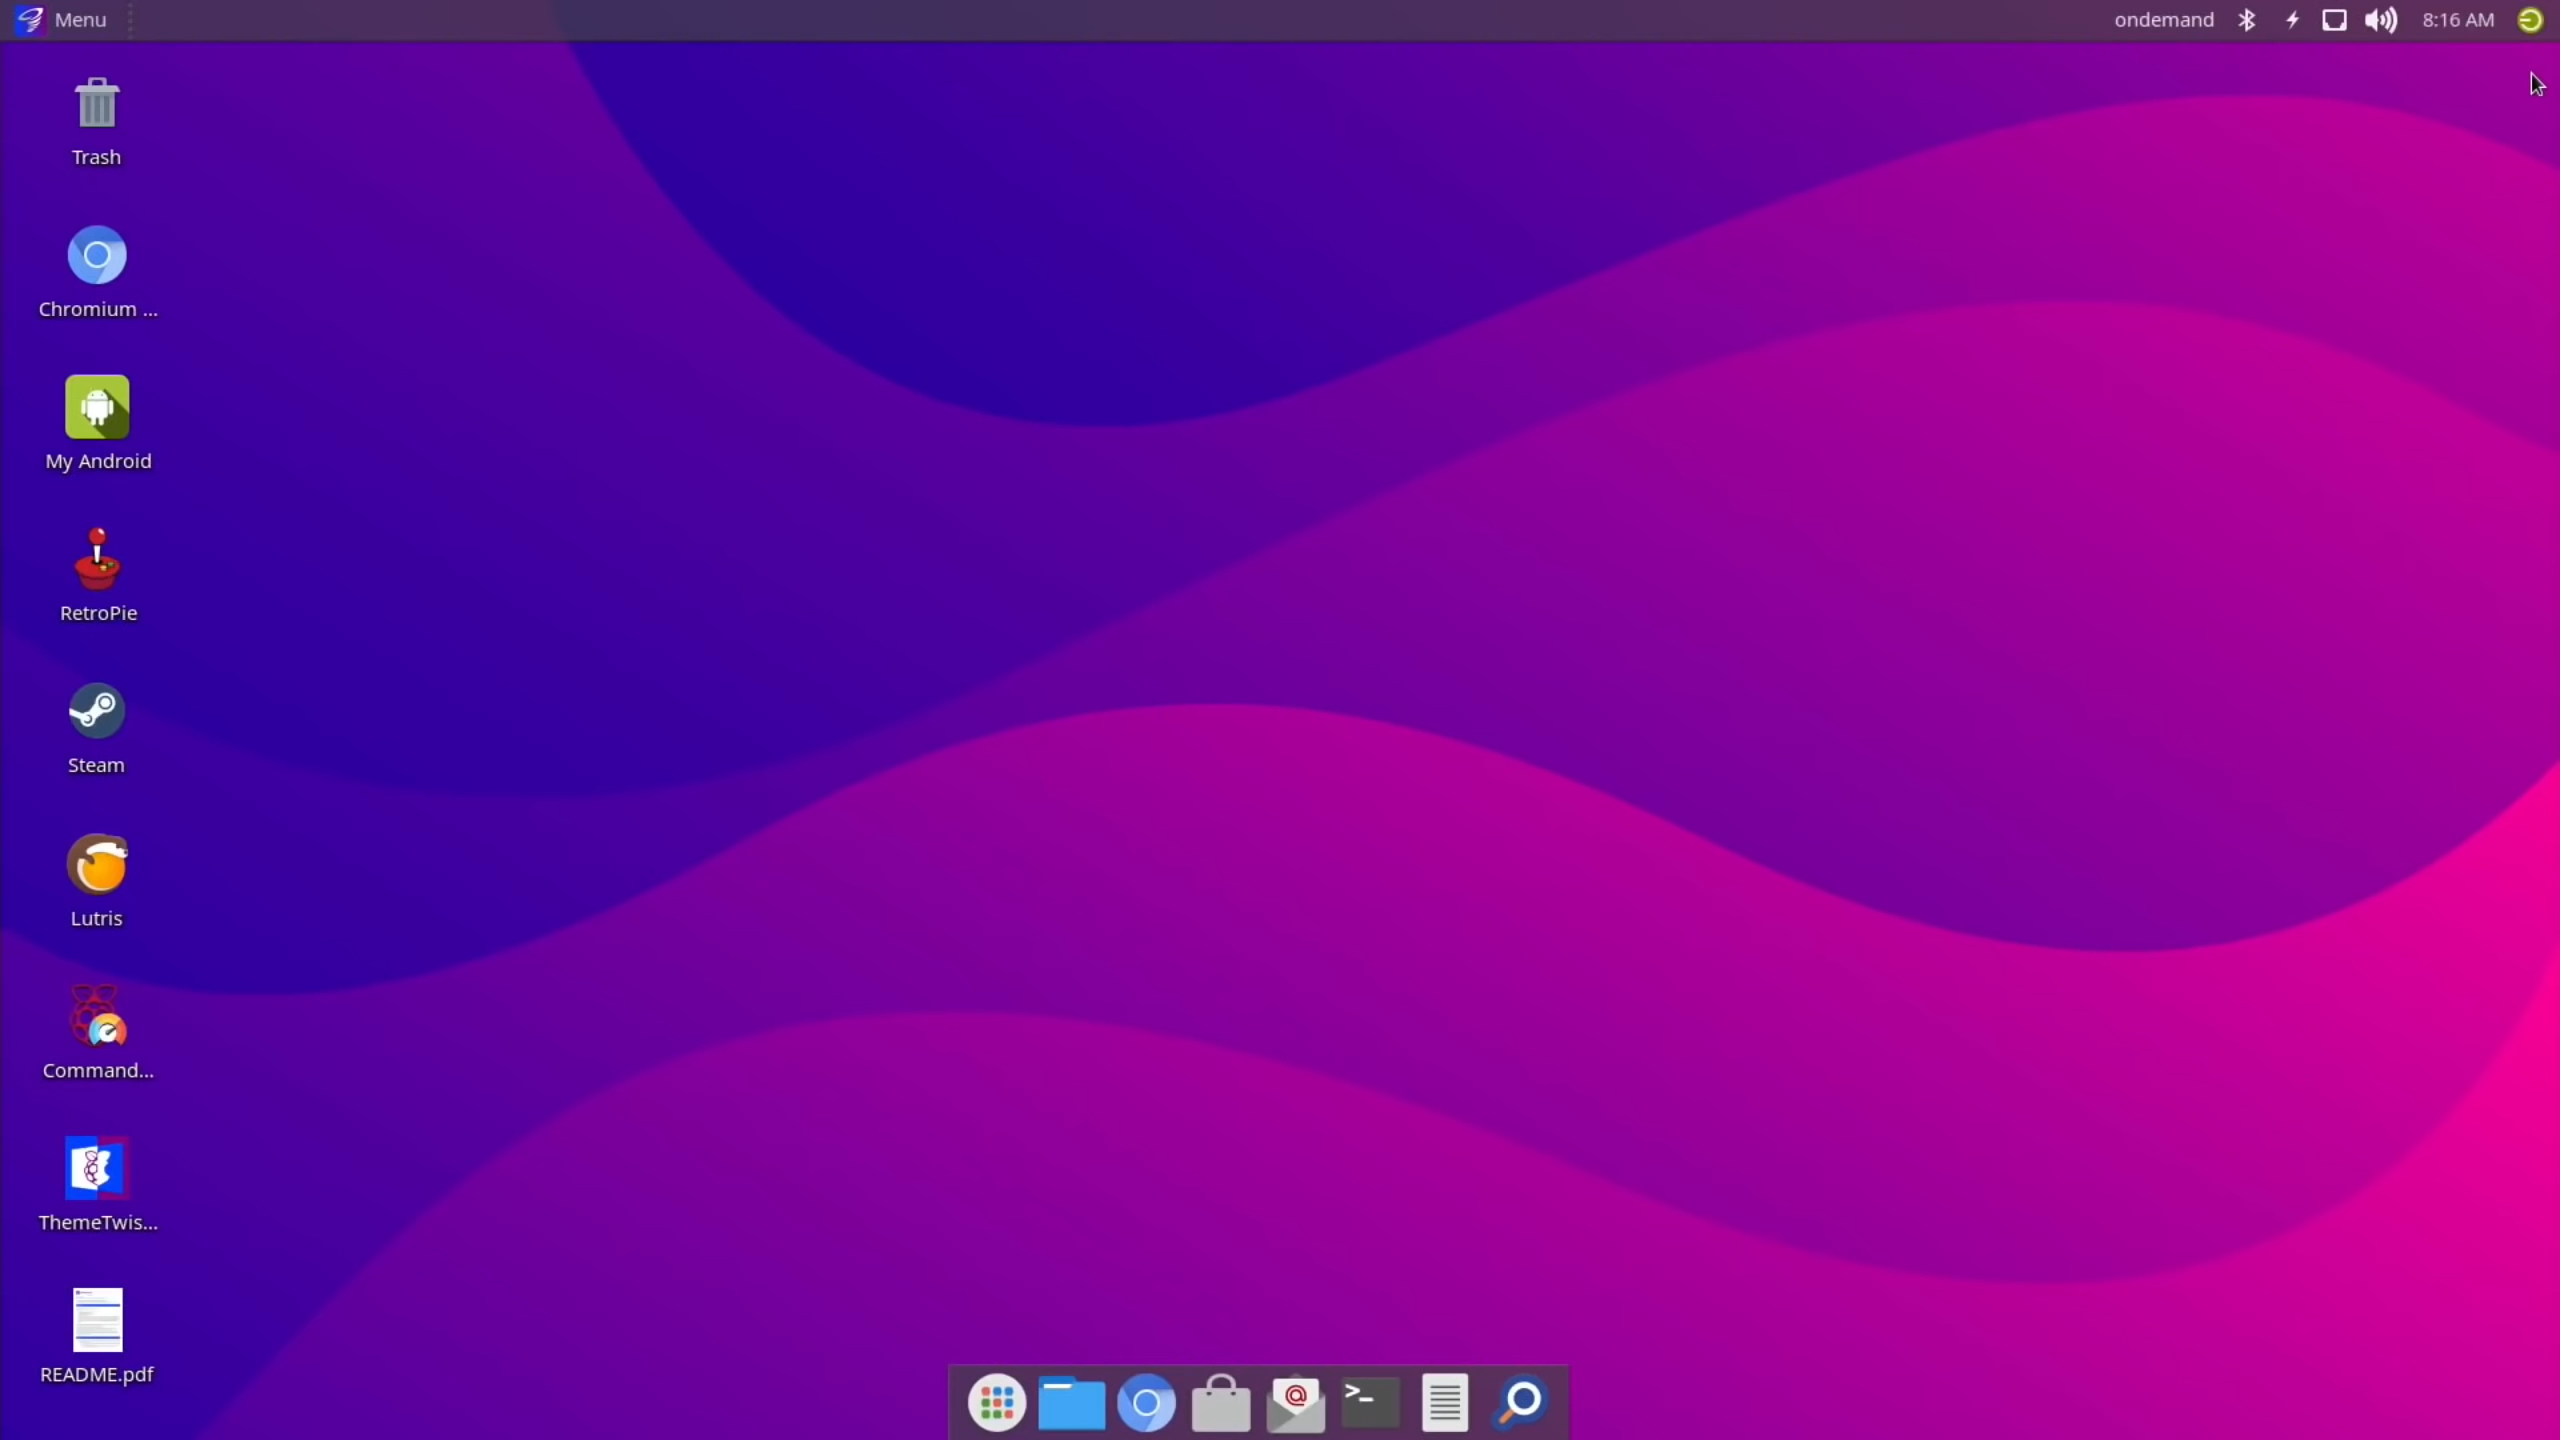 Menu
ondemand
8:16 AM
Trash
Chromium ...
My Android
RetroPie
Steam
Lutris
Command...
ThemeTwis...
README.pdf
>_
@